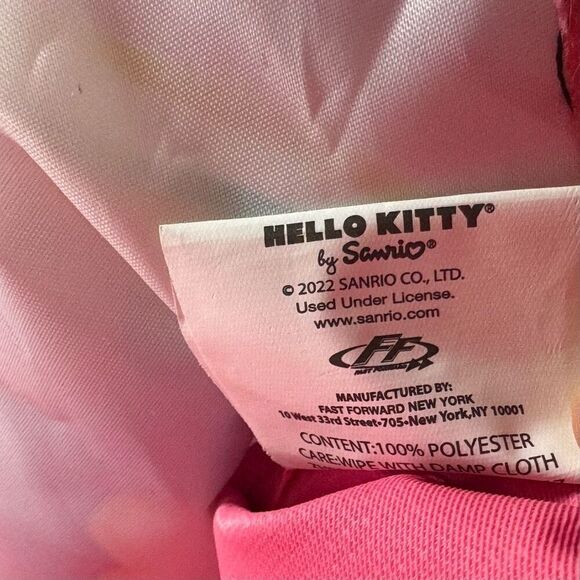 HELLO KITTY®
by Sanrio®
© 2022 SANRIO CO., LTD.
Used Under License.
www.sanrio.com
FF
FAST FORWARD
MANUFACTURED BY:
FAST FORWARD NEW YORK
10 West 33rd Street•705•New York,NY 10001
CONTENT:100% POLYESTER
CARE:WIPE WITH DAMP CLOTH